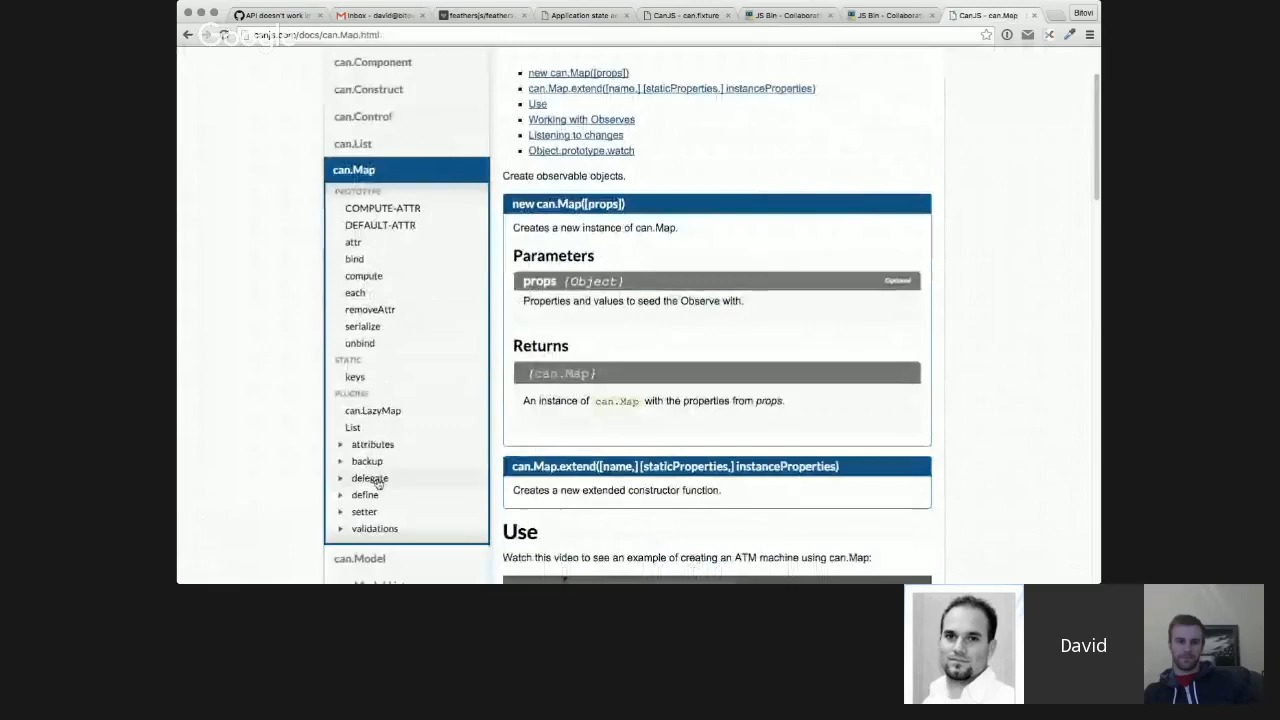 API doesn't work i
Inbox - david@bito
feathersjs/feathers
Application state a
CanJS - can.fixture
JS Bin - Collaborat
JS Bin - Collaborat
CanJS - can.Map
Bitovi
Google
canjs.com/docs/can.Map.html
can.Component
can.Construct
can.Control
can.List
can.Map
PROTOTYPE
COMPUTE-ATTR
DEFAULT-ATTR
attr
bind
compute
each
removeAttr
serialize
unbind
STATIC
keys
PLUGINS
can.LazyMap
List
attributes
backup
delegate
define
setter
validations
can.Model
new can.Map([props])
can.Map.extend([name,] [staticProperties,] instanceProperties)
Use
Working with Observes
Listening to changes
Object.prototype.watch
Create observable objects.
new can.Map([props])
Creates a new instance of can.Map.
Parameters
props {Object} Optional
Properties and values to seed the Observe with.
Returns
{can.Map}
An instance of can.Map with the properties from props.
can.Map.extend([name,] [staticProperties,] instanceProperties)
Creates a new extended constructor function.
Use
Watch this video to see an example of creating an ATM machine using can.Map:
David